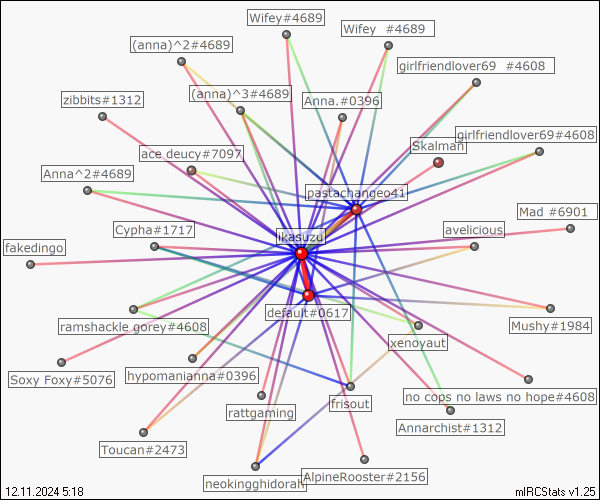 Wifey#4689
Wifey  #4689
(anna)^2#4689
girlfriendlover69  #4608
(anna)^3#4689
zibbits#1312
Anna.#0396
girlfriendlover69#4608
Skalman
ace deucy#7097
Anna^2#4689
pastachangeo41
Mad #6901
Cypha#1717
avelicious
ikasuzu
fakedingo
default#0617
ramshackle gorey#4608
Mushy#1984
xenoyaut
Soxy Foxy#5076
hypomanianna#0396
no cops no laws no hope#4608
rattgaming
frisout
Annarchist#1312
Toucan#2473
neokingghidorah
AlpineRooster#2156
12.11.2024 5:18
mIRCStats v1.25